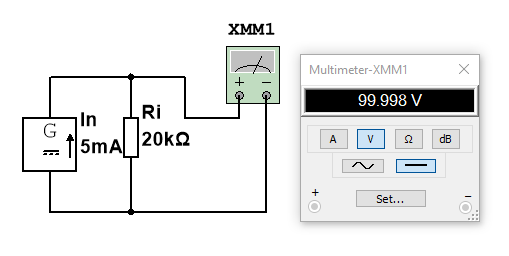 XMM1
+ −
G
In
5mA
Ri
20kΩ
Multimeter-XMM1
99.998 V
A V Ω dB
Set...
+ −